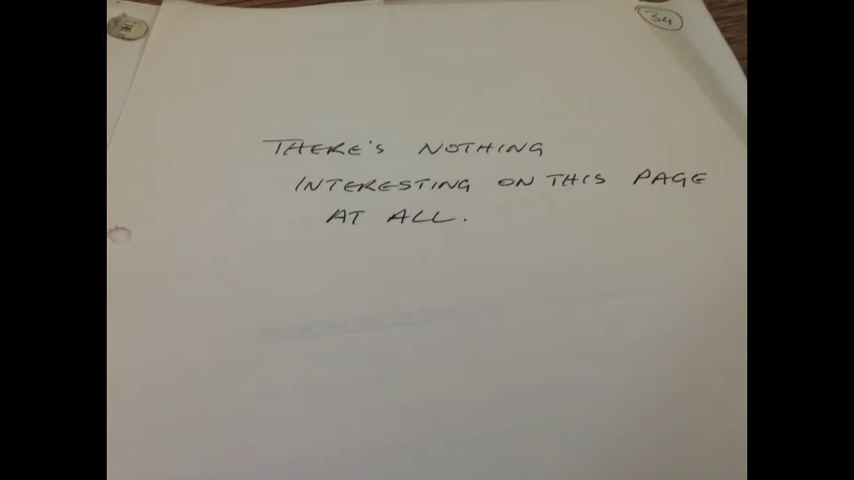 34
THERE'S NOTHING
INTERESTING ON THIS PAGE
AT ALL.